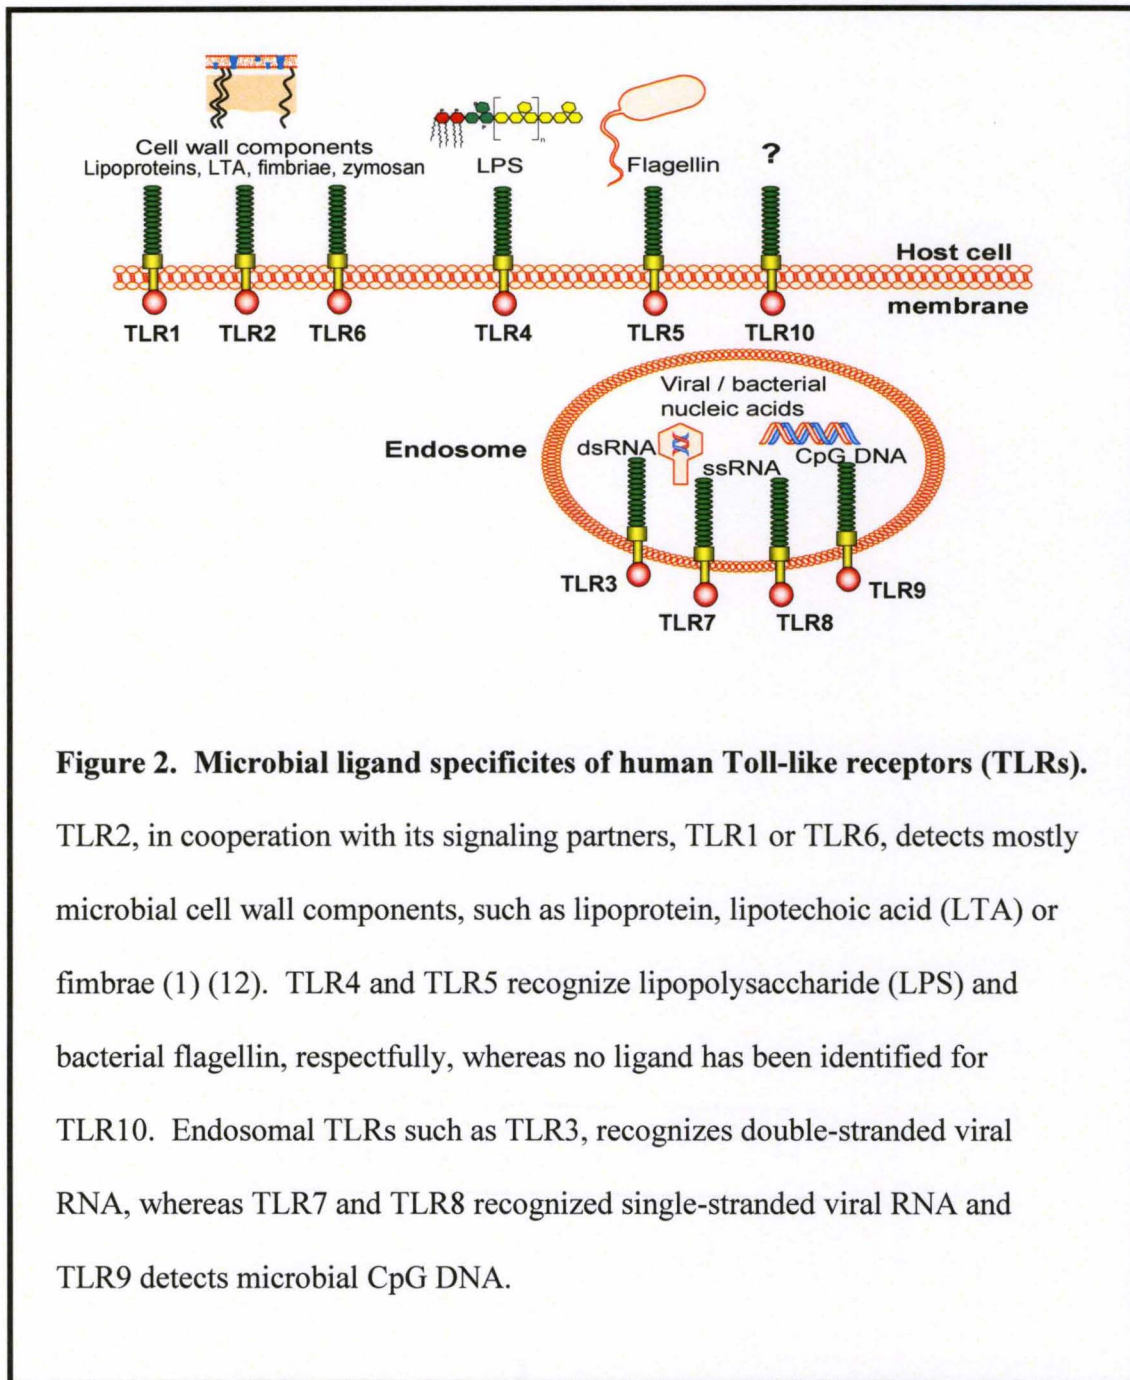 Cell wall components
Lipoproteins, LTA, fimbriae, zymosan
LPS
n
P
Flagellin
?
Host cell
membrane
TLR1
TLR2
TLR6
TLR4
TLR5
TLR10
Endosome
Viral / bacterial
nucleic acids
dsRNA
ssRNA
CpG DNA
TLR3
TLR7
TLR8
TLR9
Figure 2. Microbial ligand specificites of human Toll-like receptors (TLRs).
TLR2, in cooperation with its signaling partners, TLR1 or TLR6, detects mostly
microbial cell wall components, such as lipoprotein, lipotechoic acid (LTA) or
fimbrae (1) (12). TLR4 and TLR5 recognize lipopolysaccharide (LPS) and
bacterial flagellin, respectfully, whereas no ligand has been identified for
TLR10. Endosomal TLRs such as TLR3, recognizes double-stranded viral
RNA, whereas TLR7 and TLR8 recognized single-stranded viral RNA and
TLR9 detects microbial CpG DNA.